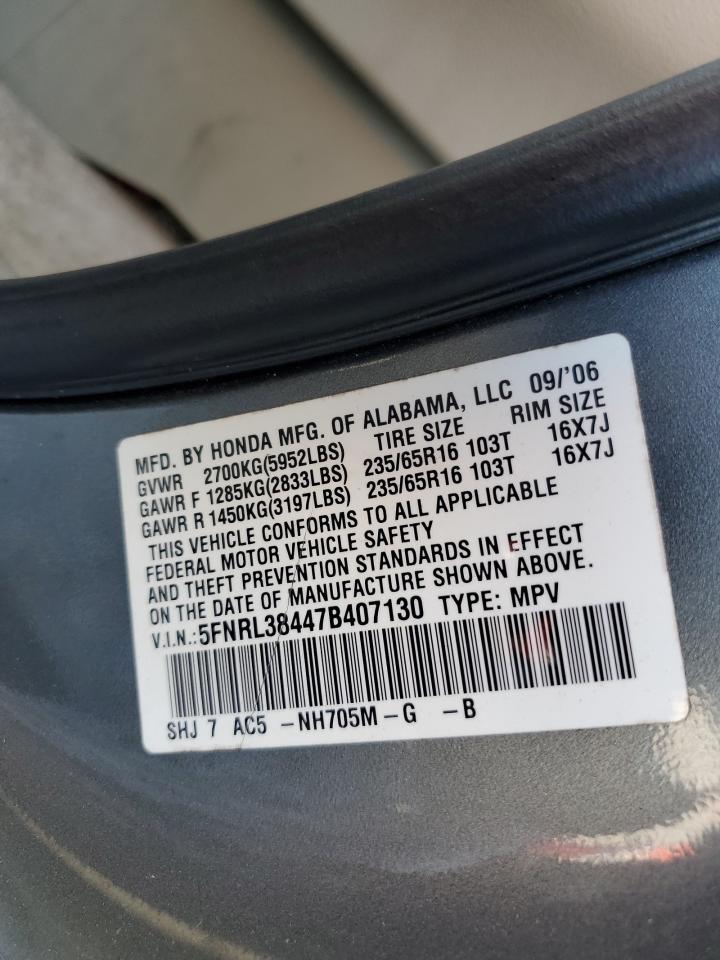 MFD. BY HONDA MFG. OF ALABAMA, LLC 09/'06
GVWR 2700KG(5952LBS) TIRE SIZE RIM SIZE
GAWR F 1285KG(2833LBS) 235/65R16 103T 16X7J
GAWR R 1450KG(3197LBS) 235/65R16 103T 16X7J
THIS VEHICLE CONFORMS TO ALL APPLICABLE
FEDERAL MOTOR VEHICLE SAFETY
AND THEFT PREVENTION STANDARDS IN EFFECT
ON THE DATE OF MANUFACTURE SHOWN ABOVE.
V.I.N.:5FNRL38447B407130 TYPE: MPV
SHJ 7 AC5 -NH705M-G -B